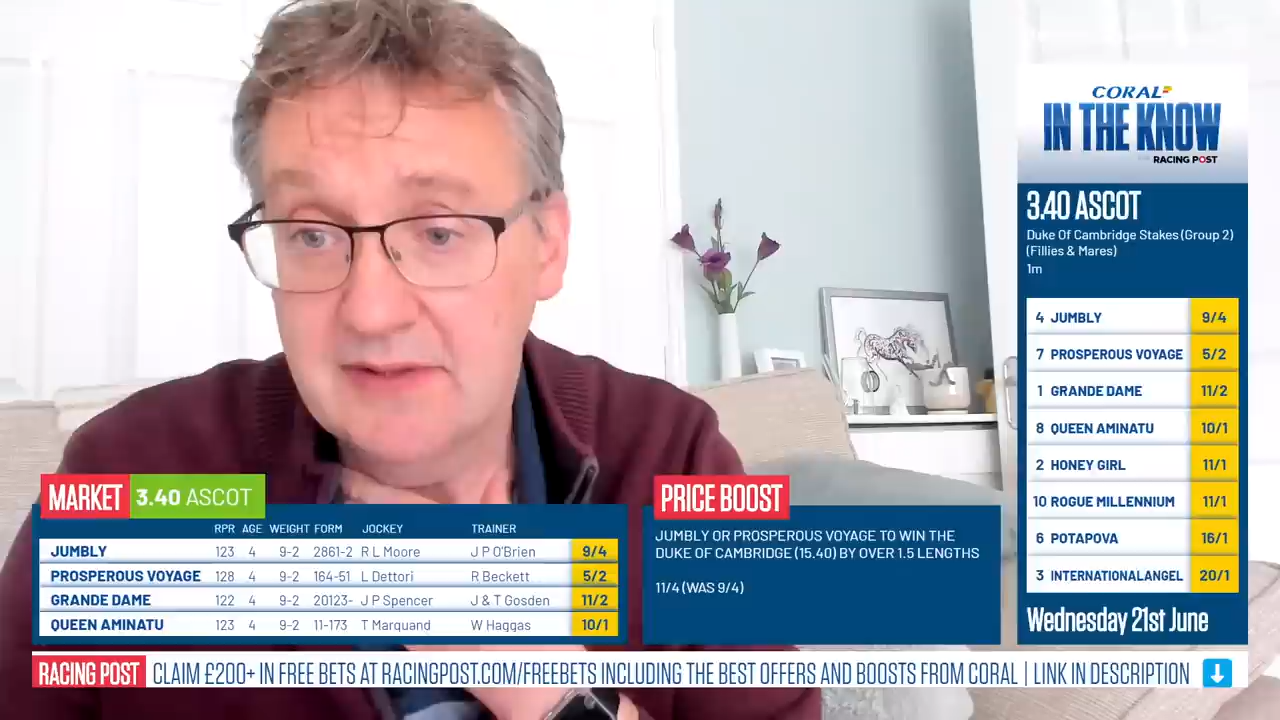 CORAL
IN THE KNOW
RACING POST
3.40 ASCOT
Duke Of Cambridge Stakes (Group 2)
(Fillies & Mares)
1m
4 JUMBLY 9/4
7 PROSPEROUS VOYAGE 5/2
1 GRANDE DAME 11/2
8 QUEEN AMINATU 10/1
2 HONEY GIRL 11/1
10 ROGUE MILLENNIUM 11/1
6 POTAPOVA 16/1
3 INTERNATIONALANGEL 20/1
Wednesday 21st June
MARKET 3.40 ASCOT
RPR AGE WEIGHT FORM JOCKEY TRAINER
JUMBLY 123 4 9-2 2861-2 R L Moore J P O'Brien 9/4
PROSPEROUS VOYAGE 128 4 9-2 164-51 L Dettori R Beckett 5/2
GRANDE DAME 122 4 9-2 20123- J P Spencer J & T Gosden 11/2
QUEEN AMINATU 123 4 9-2 11-173 T Marquand W Haggas 10/1
PRICE BOOST
JUMBLY OR PROSPEROUS VOYAGE TO WIN THE
DUKE OF CAMBRIDGE (15.40) BY OVER 1.5 LENGTHS
11/4 (WAS 9/4)
RACING POST CLAIM £200+ IN FREE BETS AT RACINGPOST.COM/FREEBETS INCLUDING THE BEST OFFERS AND BOOSTS FROM CORAL | LINK IN DESCRIPTION